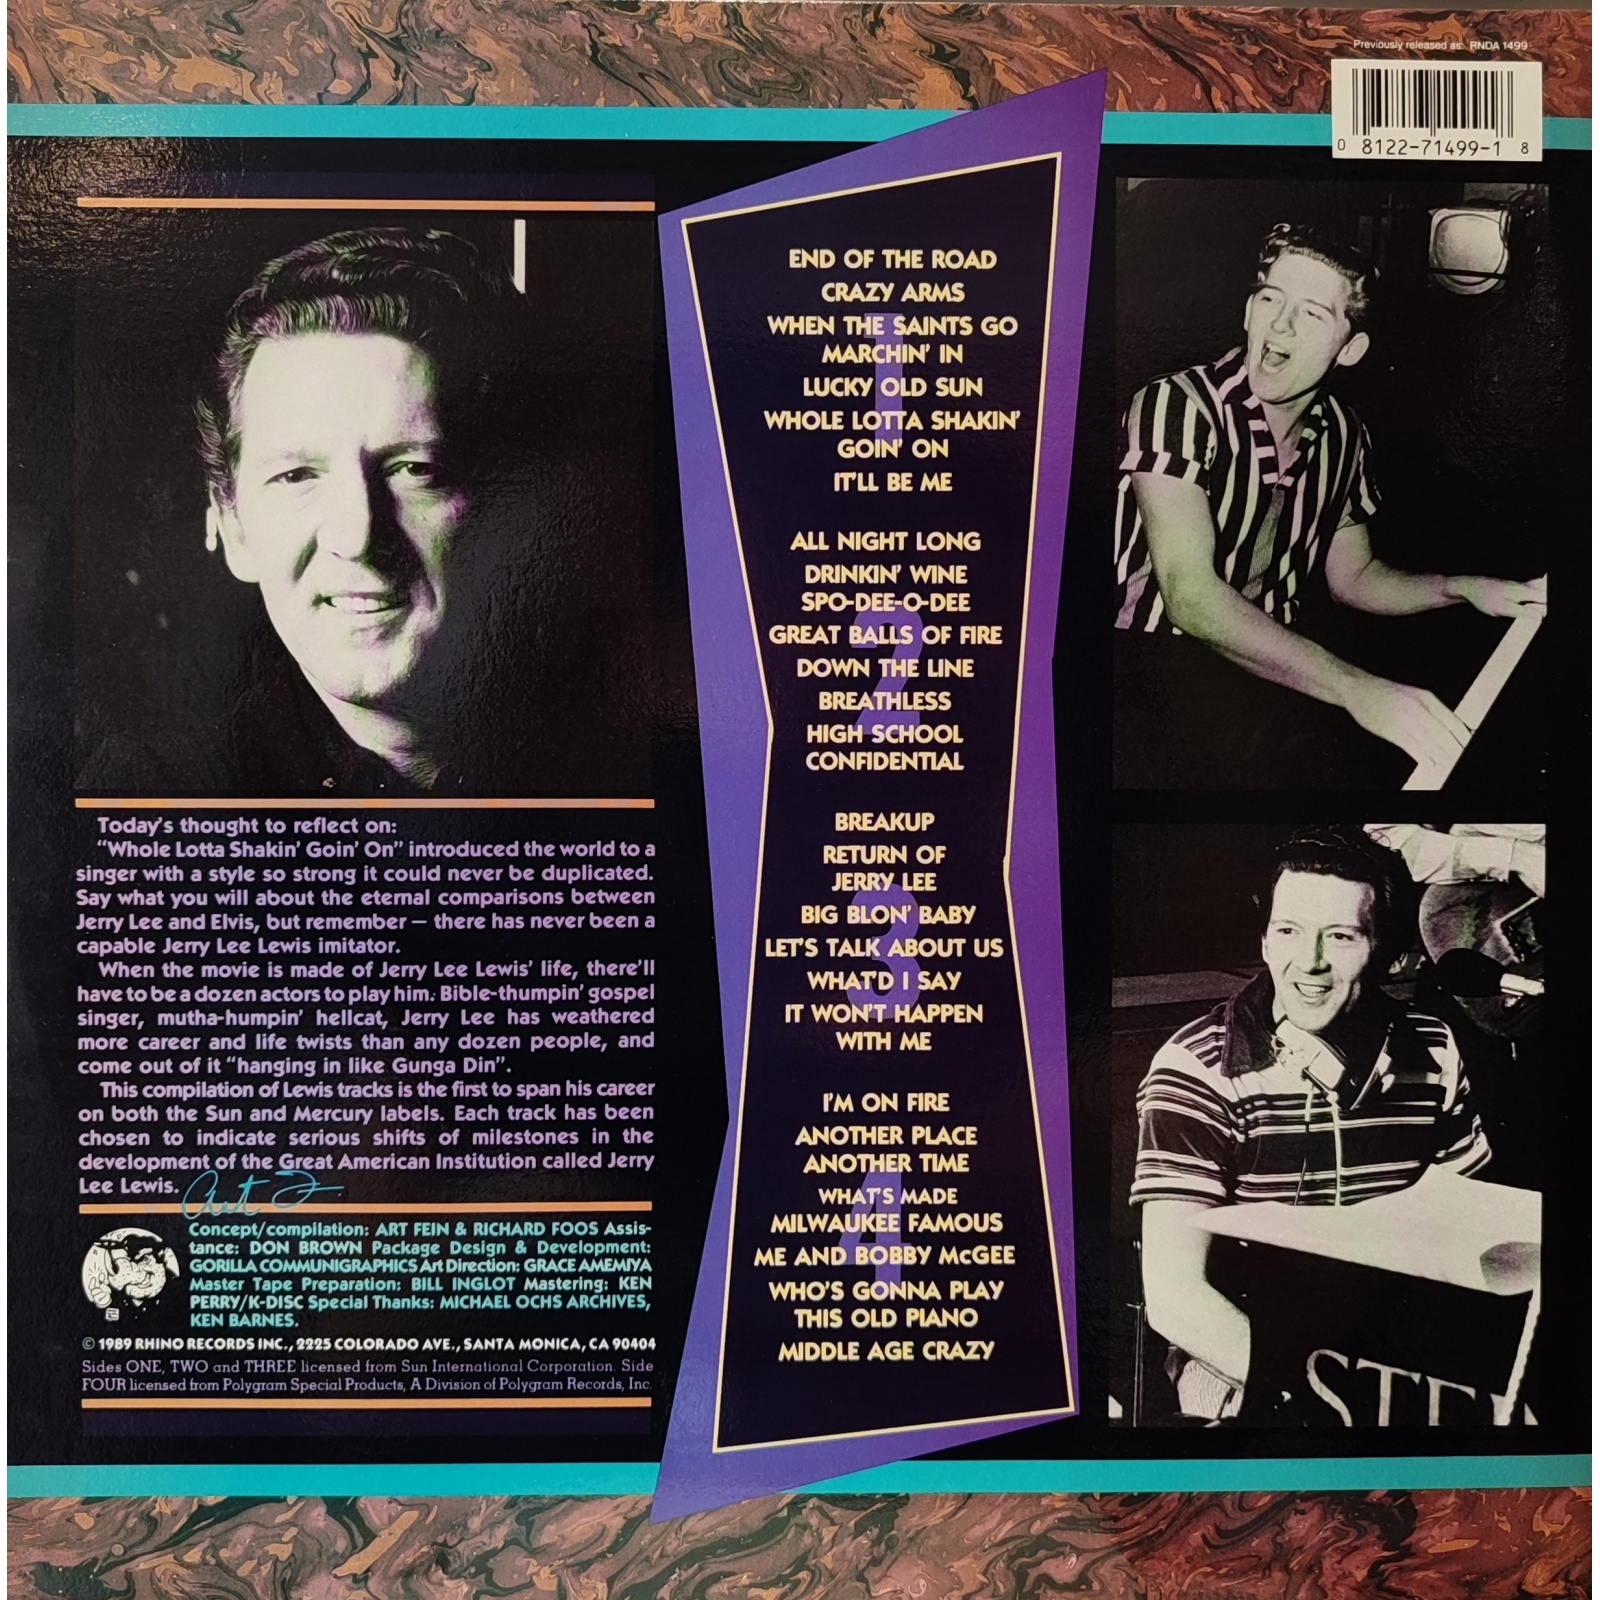 Previously released as: RNDA 1499
0 8122-71499-1 8
END OF THE ROAD
CRAZY ARMS
WHEN THE SAINTS GO
MARCHIN' IN
LUCKY OLD SUN
WHOLE LOTTA SHAKIN'
GOIN' ON
IT'LL BE ME
1
ALL NIGHT LONG
DRINKIN' WINE
SPO-DEE-O-DEE
GREAT BALLS OF FIRE
DOWN THE LINE
BREATHLESS
HIGH SCHOOL
CONFIDENTIAL
2
BREAKUP
RETURN OF
JERRY LEE
BIG BLON' BABY
LET'S TALK ABOUT US
WHAT'D I SAY
IT WON'T HAPPEN
WITH ME
3
I'M ON FIRE
ANOTHER PLACE
ANOTHER TIME
WHAT'S MADE
MILWAUKEE FAMOUS
ME AND BOBBY McGEE
WHO'S GONNA PLAY
THIS OLD PIANO
MIDDLE AGE CRAZY
4
Today's thought to reflect on:
"Whole Lotta Shakin' Goin' On" introduced the world to a
singer with a style so strong it could never be duplicated.
Say what you will about the eternal comparisons between
Jerry Lee and Elvis, but remember — there has never been a
capable Jerry Lee Lewis imitator.
When the movie is made of Jerry Lee Lewis' life, there'll
have to be a dozen actors to play him. Bible-thumpin' gospel
singer, mutha-humpin' hellcat, Jerry Lee has weathered
more career and life twists than any dozen people, and
come out of it "hanging in like Gunga Din".
This compilation of Lewis tracks is the first to span his career
on both the Sun and Mercury labels. Each track has been
chosen to indicate serious shifts of milestones in the
development of the Great American Institution called Jerry
Lee Lewis.
Art F
Concept/compilation: ART FEIN & RICHARD FOOS Assis-
tance: DON BROWN Package Design & Development:
GORILLA COMMUNIGRAPHICS Art Direction: GRACE AMEMIYA
Master Tape Preparation: BILL INGLOT Mastering: KEN
PERRY/K-DISC Special Thanks: MICHAEL OCHS ARCHIVES,
KEN BARNES.
© 1989 RHINO RECORDS INC., 2225 COLORADO AVE., SANTA MONICA, CA 90404
Sides ONE, TWO and THREE licensed from Sun International Corporation. Side
FOUR licensed from Polygram Special Products, A Division of Polygram Records, Inc.